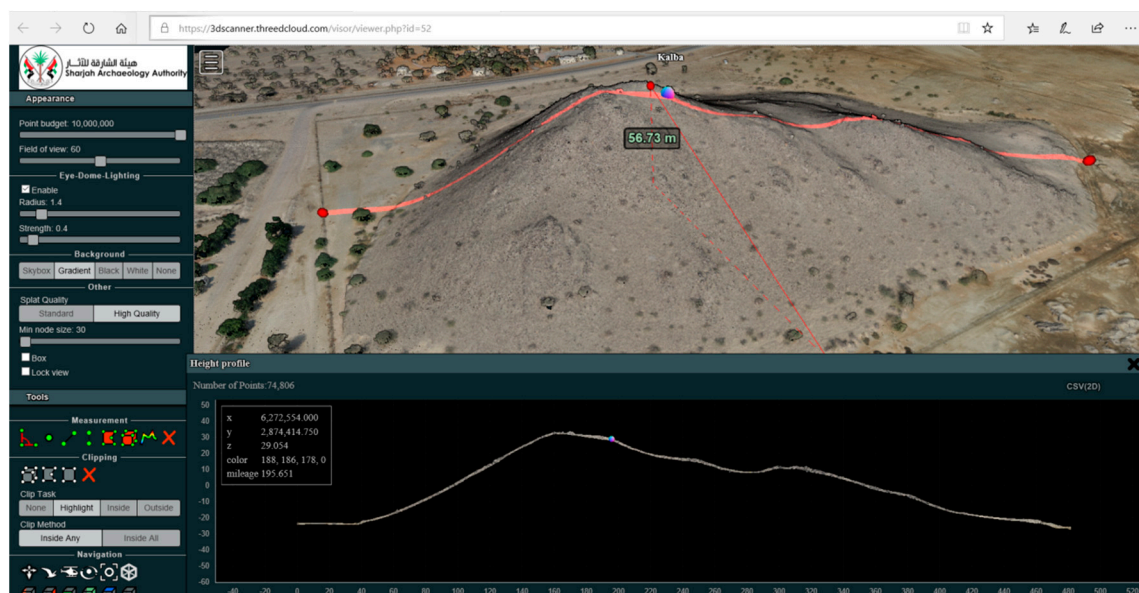 https://3dscanner.threedcloud.com/visor/viewer.php?id=52
هيئة الشارقة للآثـــار
Sharjah Archaeology Authority
Appearance
Point budget: 10,000,000
Field of view: 60
Eye-Dome-Lighting
Enable
Radius: 1.4
Strength: 0.4
Background
Skybox Gradient Black White None
Other
Splat Quality
Standard High Quality
Min node size: 30
Box
Lock view
Tools
Measurement
Clipping
Clip Task
None Highlight Inside Outside
Clip Method
Inside Any Inside All
Navigation
Kalba
56.73 m
Height profile
Number of Points:74,806
CSV(2D)
x 6,272,554.000
y 2,874,414.750
z 29.054
color 188, 186, 178, 0
mileage 195.651
50
40
30
20
10
0
-10
-20
-30
-40
-50
-60
-40 -20 0 20 40 60 80 100 120 140 160 180 200 220 240 260 280 300 320 340 360 380 400 420 440 460 480 500 520